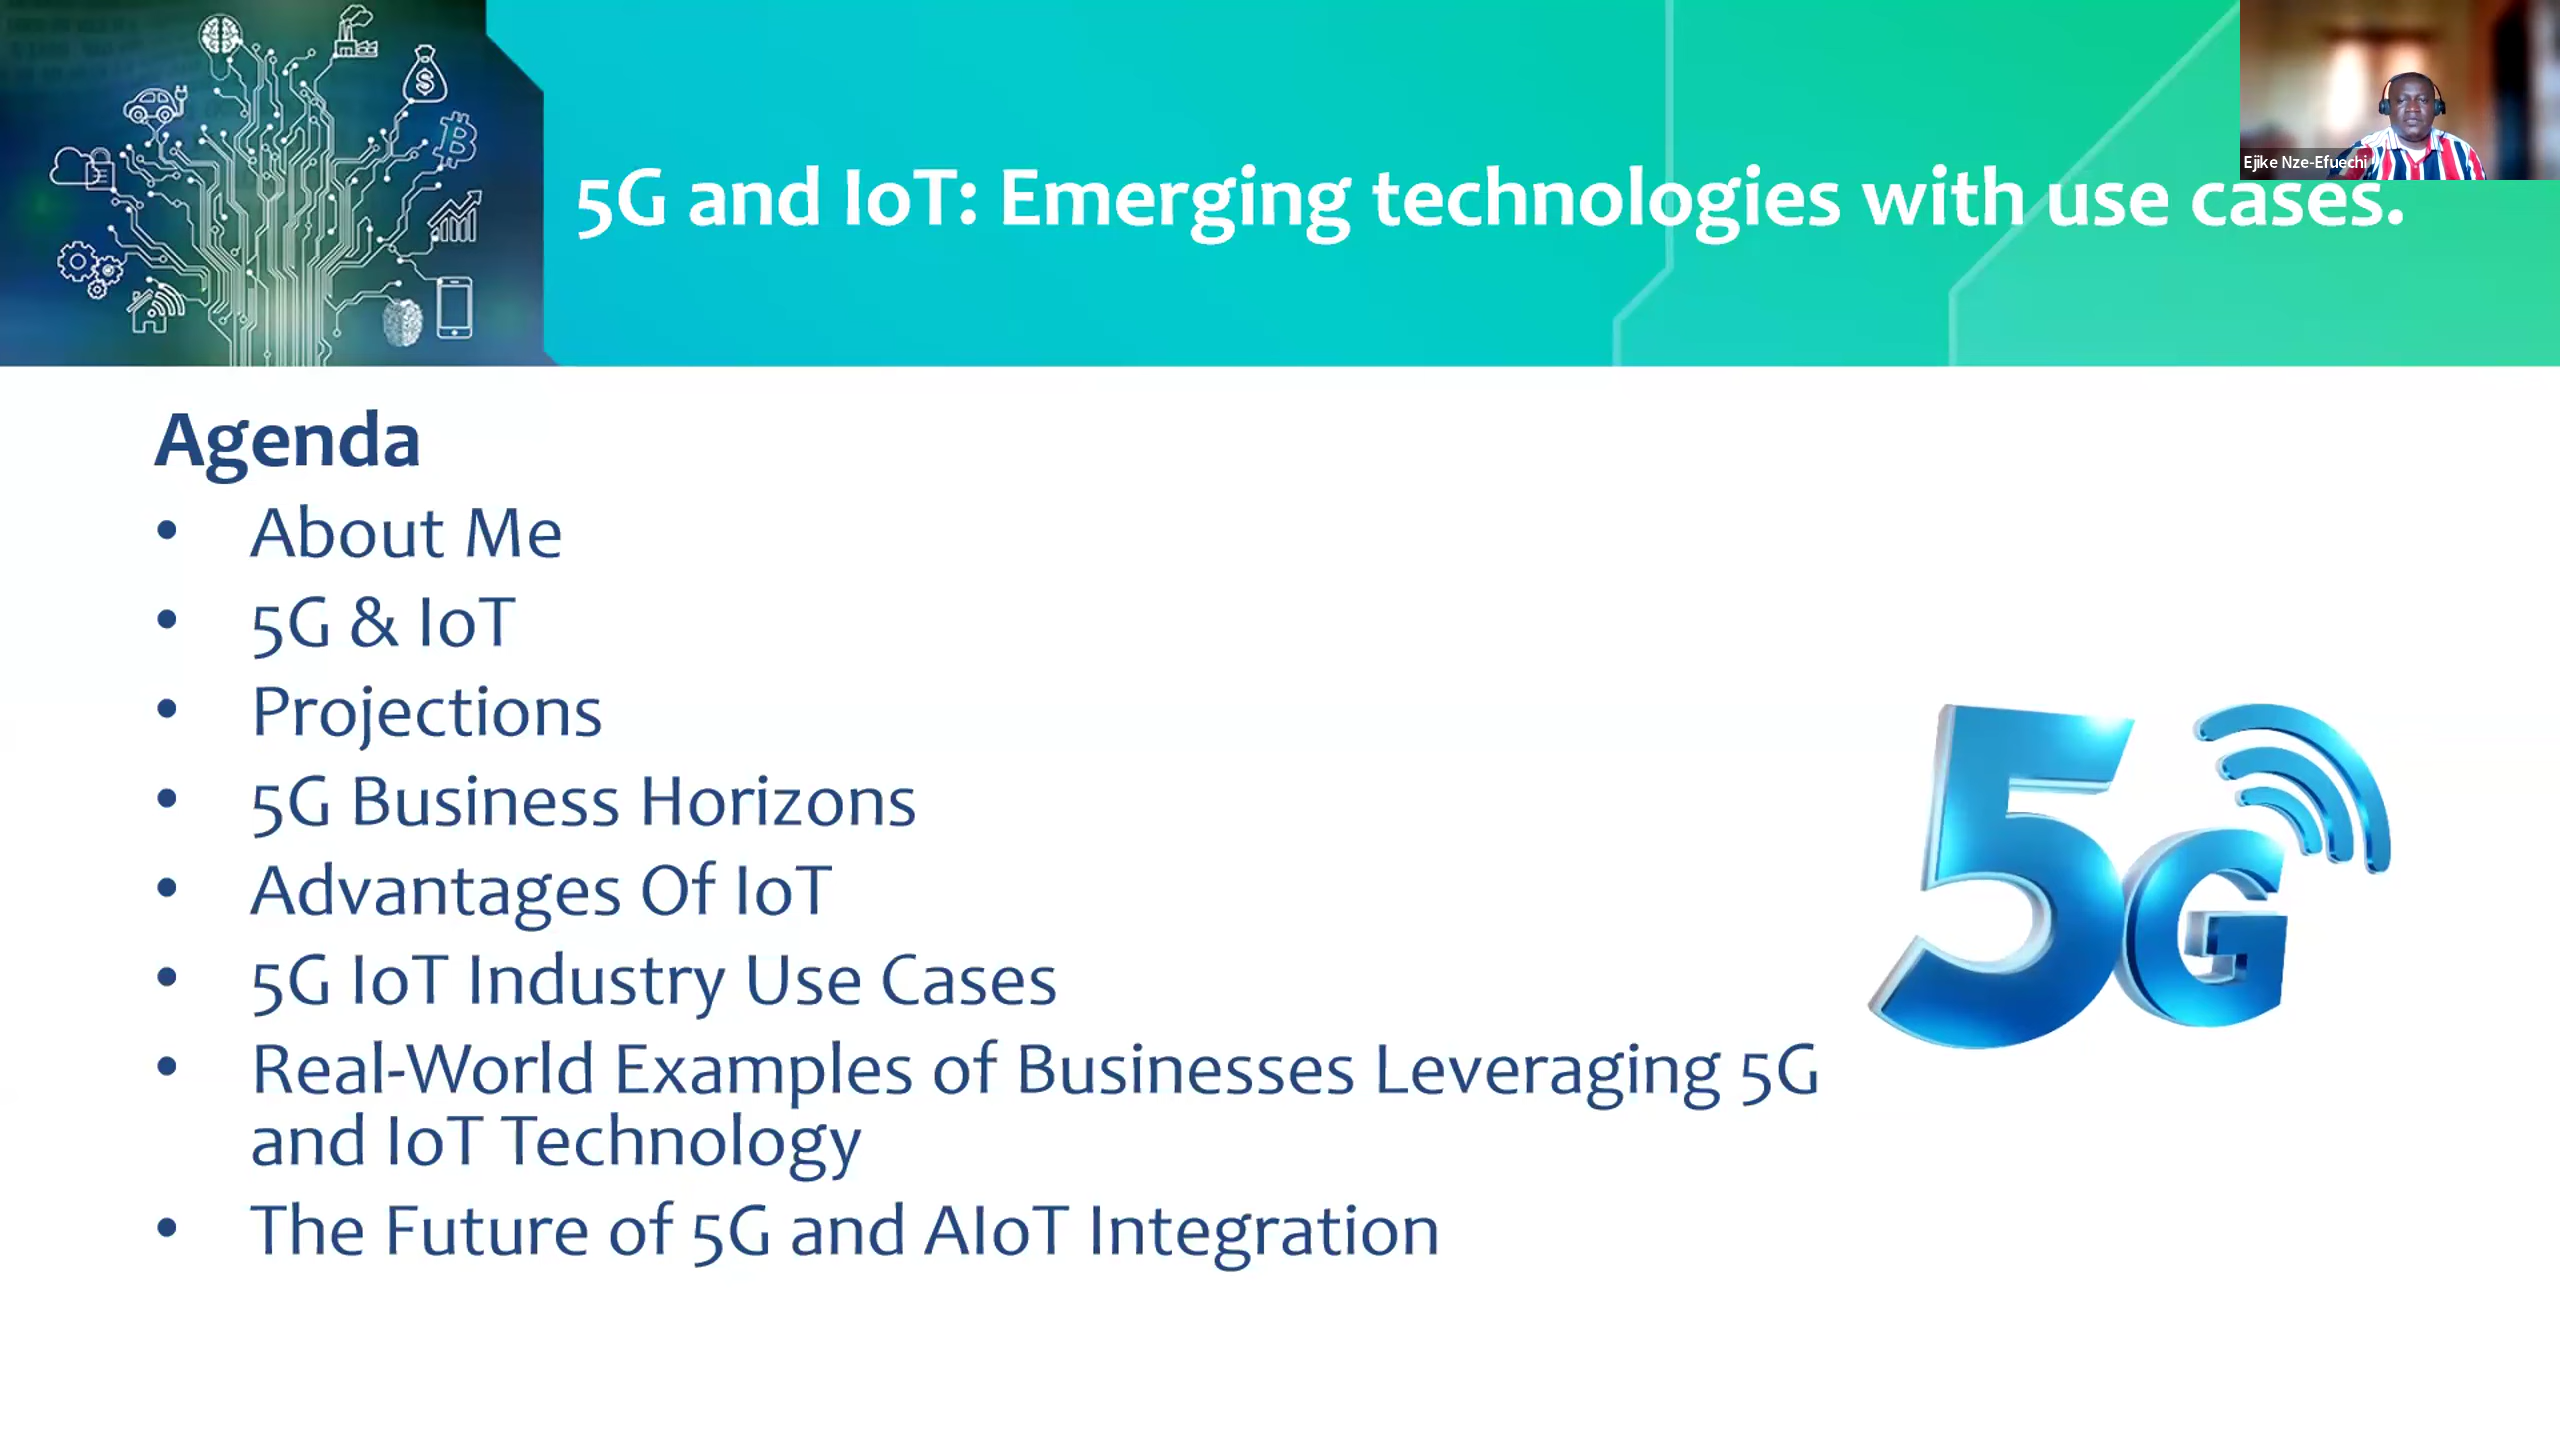 5G and IoT: Emerging technologies with use cases.
Ejike Nze-Efuechi
Agenda
• About Me
• 5G & IoT
• Projections
• 5G Business Horizons
• Advantages Of IoT
• 5G IoT Industry Use Cases
• Real-World Examples of Businesses Leveraging 5G
and IoT Technology
• The Future of 5G and AIoT Integration
5G